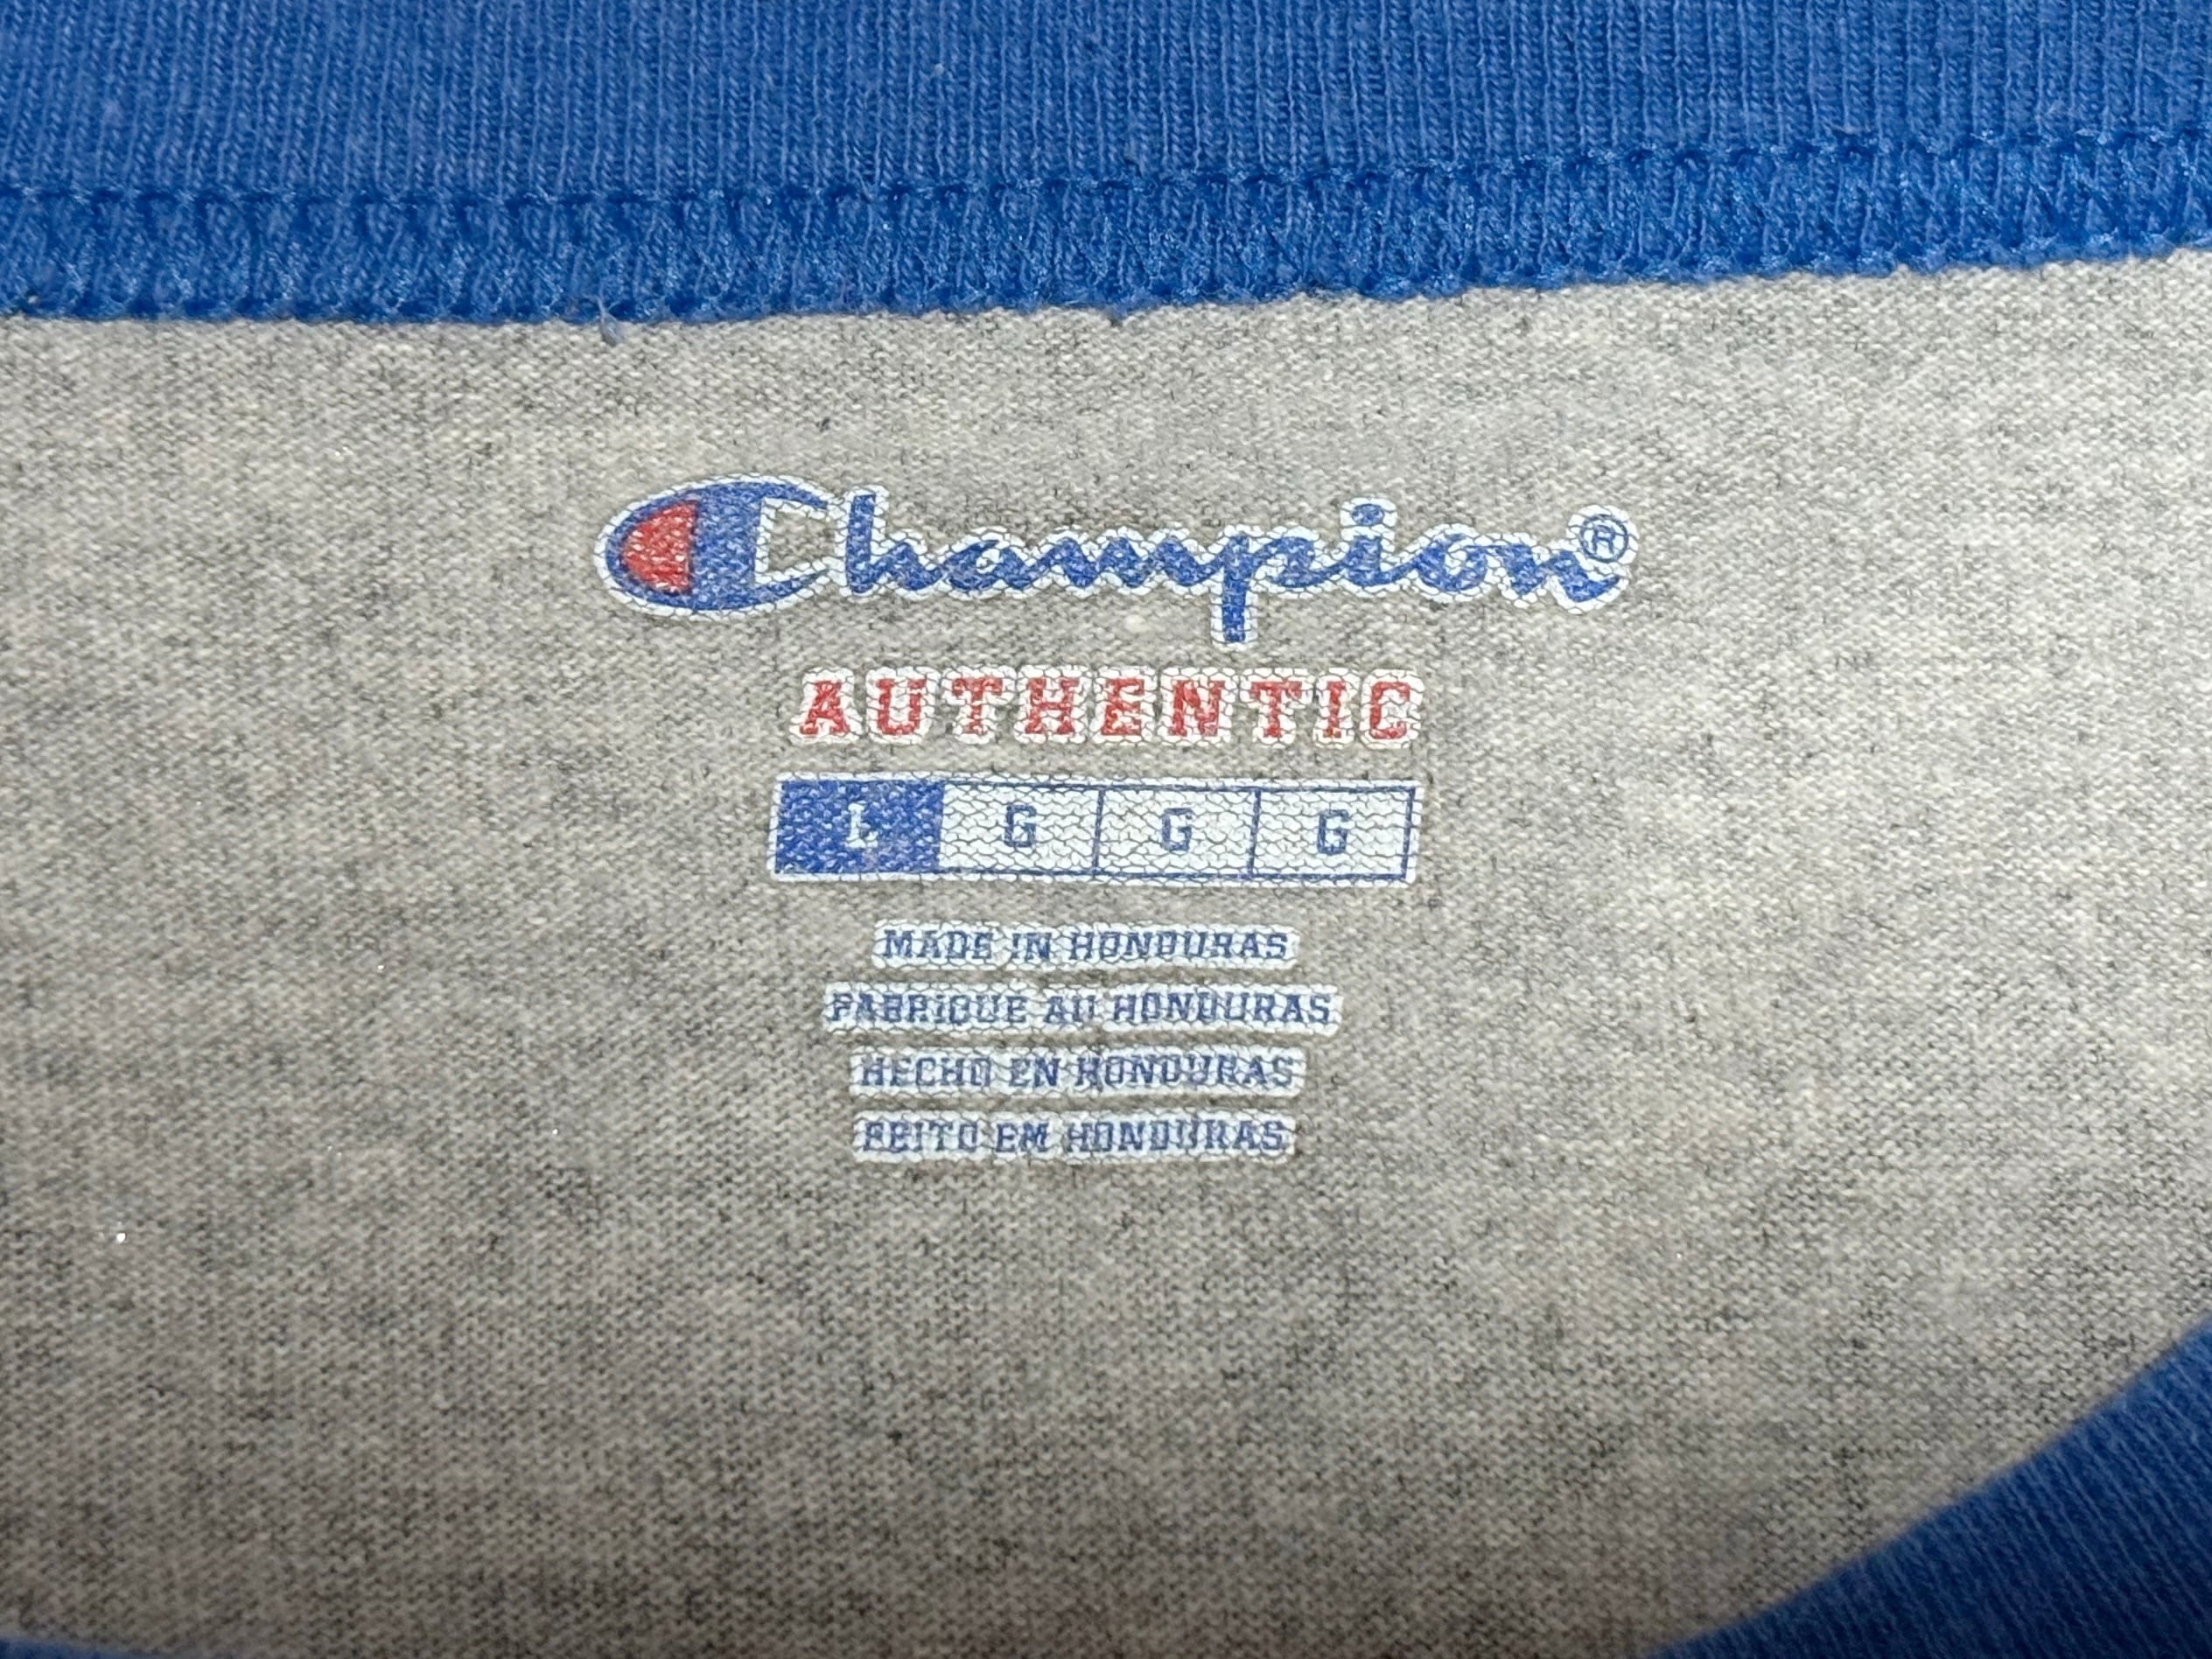 Champion®
AUTHENTIC
L G G G
MADE IN HONDURAS
FABRIQUE AU HONDURAS
HECHO EN HONDURAS
FEITO EM HONDURAS